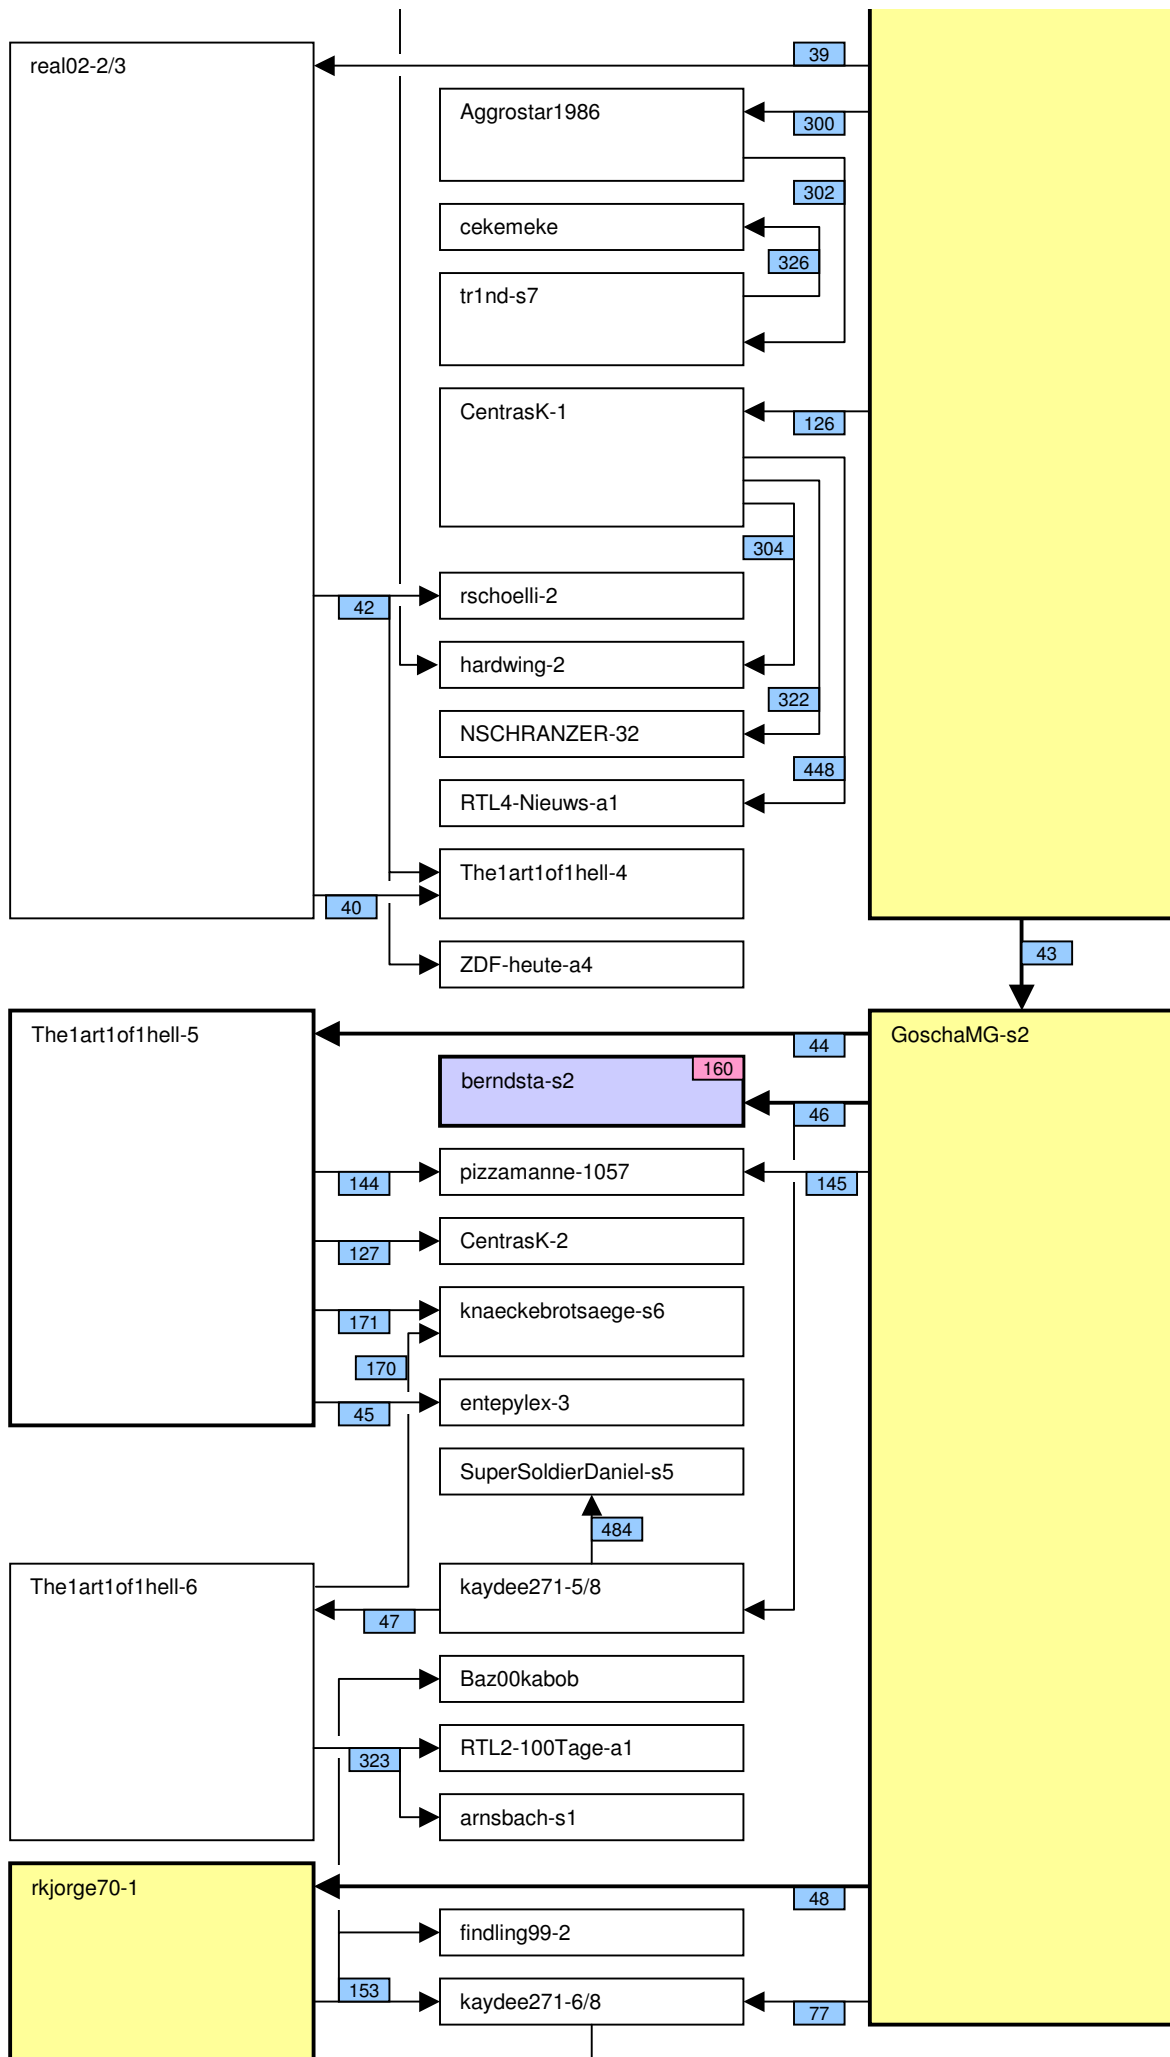 39
real02-2/3
Aggrostar1986
300
302
cekemeke
326
tr1nd-s7
CentrasK-1
126
304
rschoelli-2
42
hardwing-2
322
NSCHRANZER-32
448
RTL4-Nieuws-a1
The1art1of1hell-4
40
43
ZDF-heute-a4
The1art1of1hell-5
GoschaMG-s2
44
160
berndsta-s2
46
pizzamanne-1057
144
145
CentrasK-2
127
knaeckebrotsaege-s6
171
170
entepylex-3
45
SuperSoldierDaniel-s5
484
The1art1of1hell-6
kaydee271-5/8
47
Baz00kabob
RTL2-100Tage-a1
323
arnsbach-s1
rkjorge70-1
48
findling99-2
153
kaydee271-6/8
77